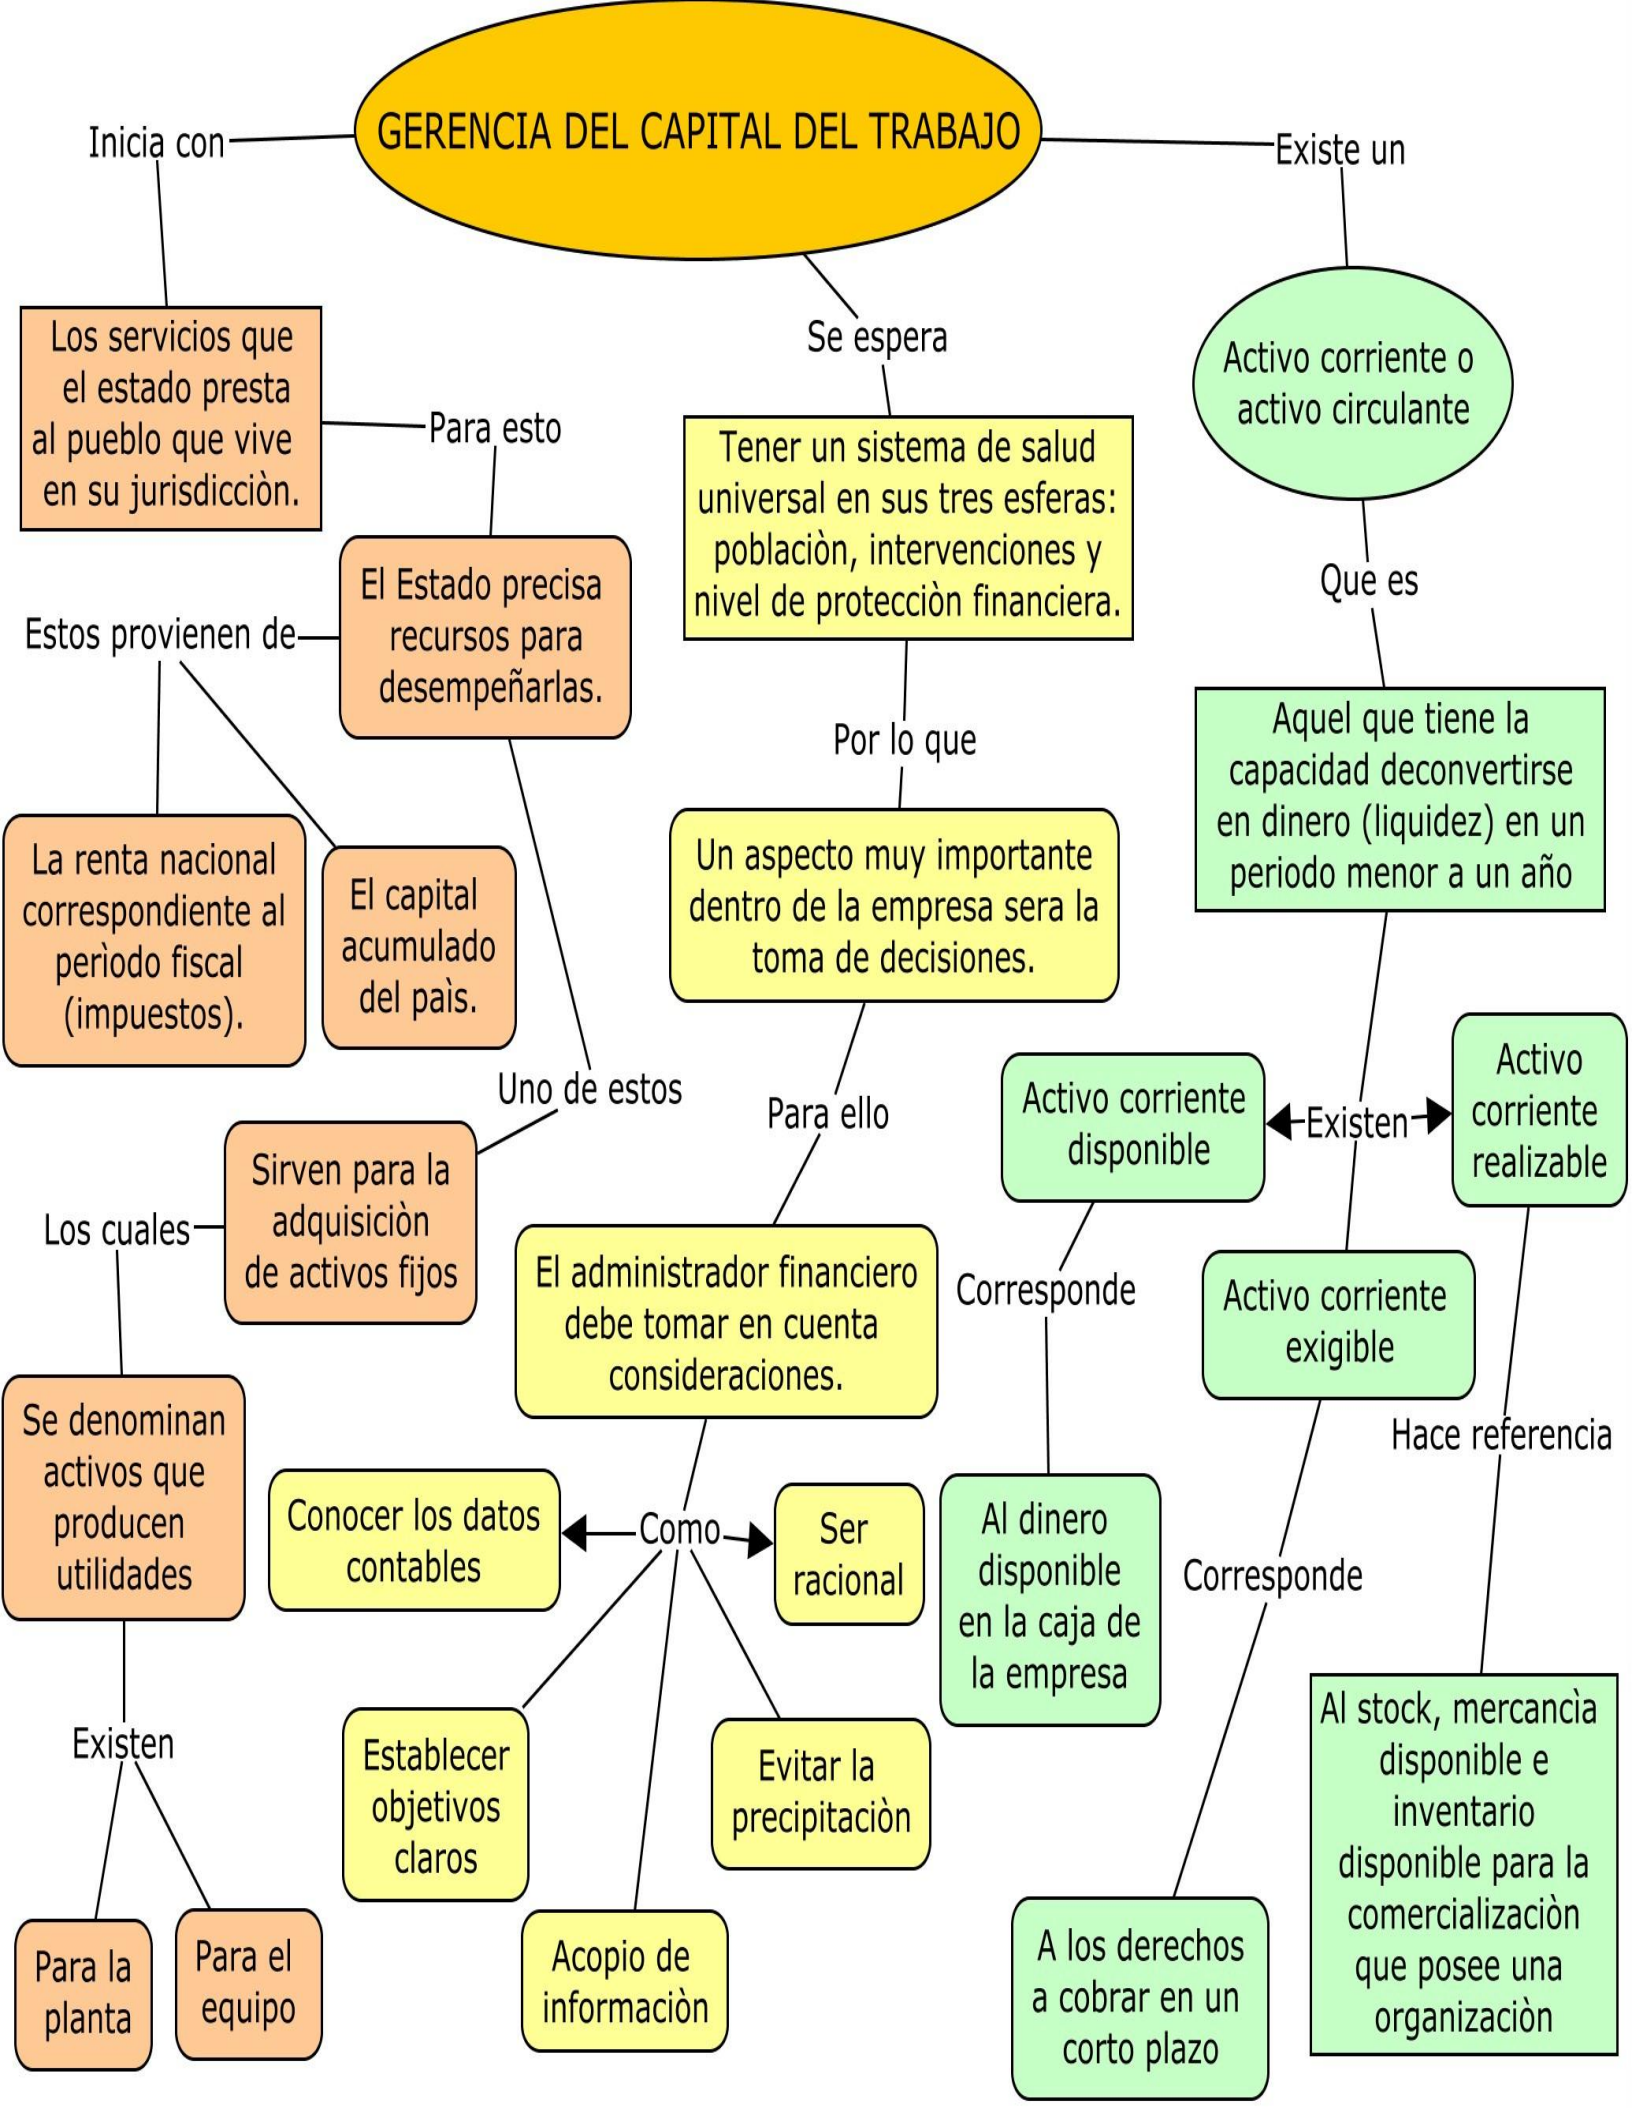 GERENCIA DEL CAPITAL DEL TRABAJO
Inicia con
Los servicios que
el estado presta
al pueblo que vive
en su jurisdicciòn.
Para esto
El Estado precisa
recursos para
desempeñarlas.
Estos provienen de
La renta nacional
correspondiente al
perìodo fiscal
(impuestos).
El capital
acumulado
del paìs.
Uno de estos
Sirven para la
adquisiciòn
de activos fijos
Los cuales
Se denominan
activos que
producen
utilidades
Existen
Para la
planta
Para el
equipo
Se espera
Tener un sistema de salud
universal en sus tres esferas:
poblaciòn, intervenciones y
nivel de protecciòn financiera.
Por lo que
Un aspecto muy importante
dentro de la empresa sera la
toma de decisiones.
Para ello
El administrador financiero
debe tomar en cuenta
consideraciones.
Como
Conocer los datos
contables
Ser
racional
Establecer
objetivos
claros
Acopio de
informaciòn
Evitar la
precipitaciòn
Existe un
Activo corriente o
activo circulante
Que es
Aquel que tiene la
capacidad deconvertirse
en dinero (liquidez) en un
periodo menor a un año
Existen
Activo corriente
disponible
Corresponde
Al dinero
disponible
en la caja de
la empresa
Activo corriente
exigible
Corresponde
A los derechos
a cobrar en un
corto plazo
Activo
corriente
realizable
Hace referencia
Al stock, mercancìa
disponible e
inventario
disponible para la
comercializaciòn
que posee una
organizaciòn